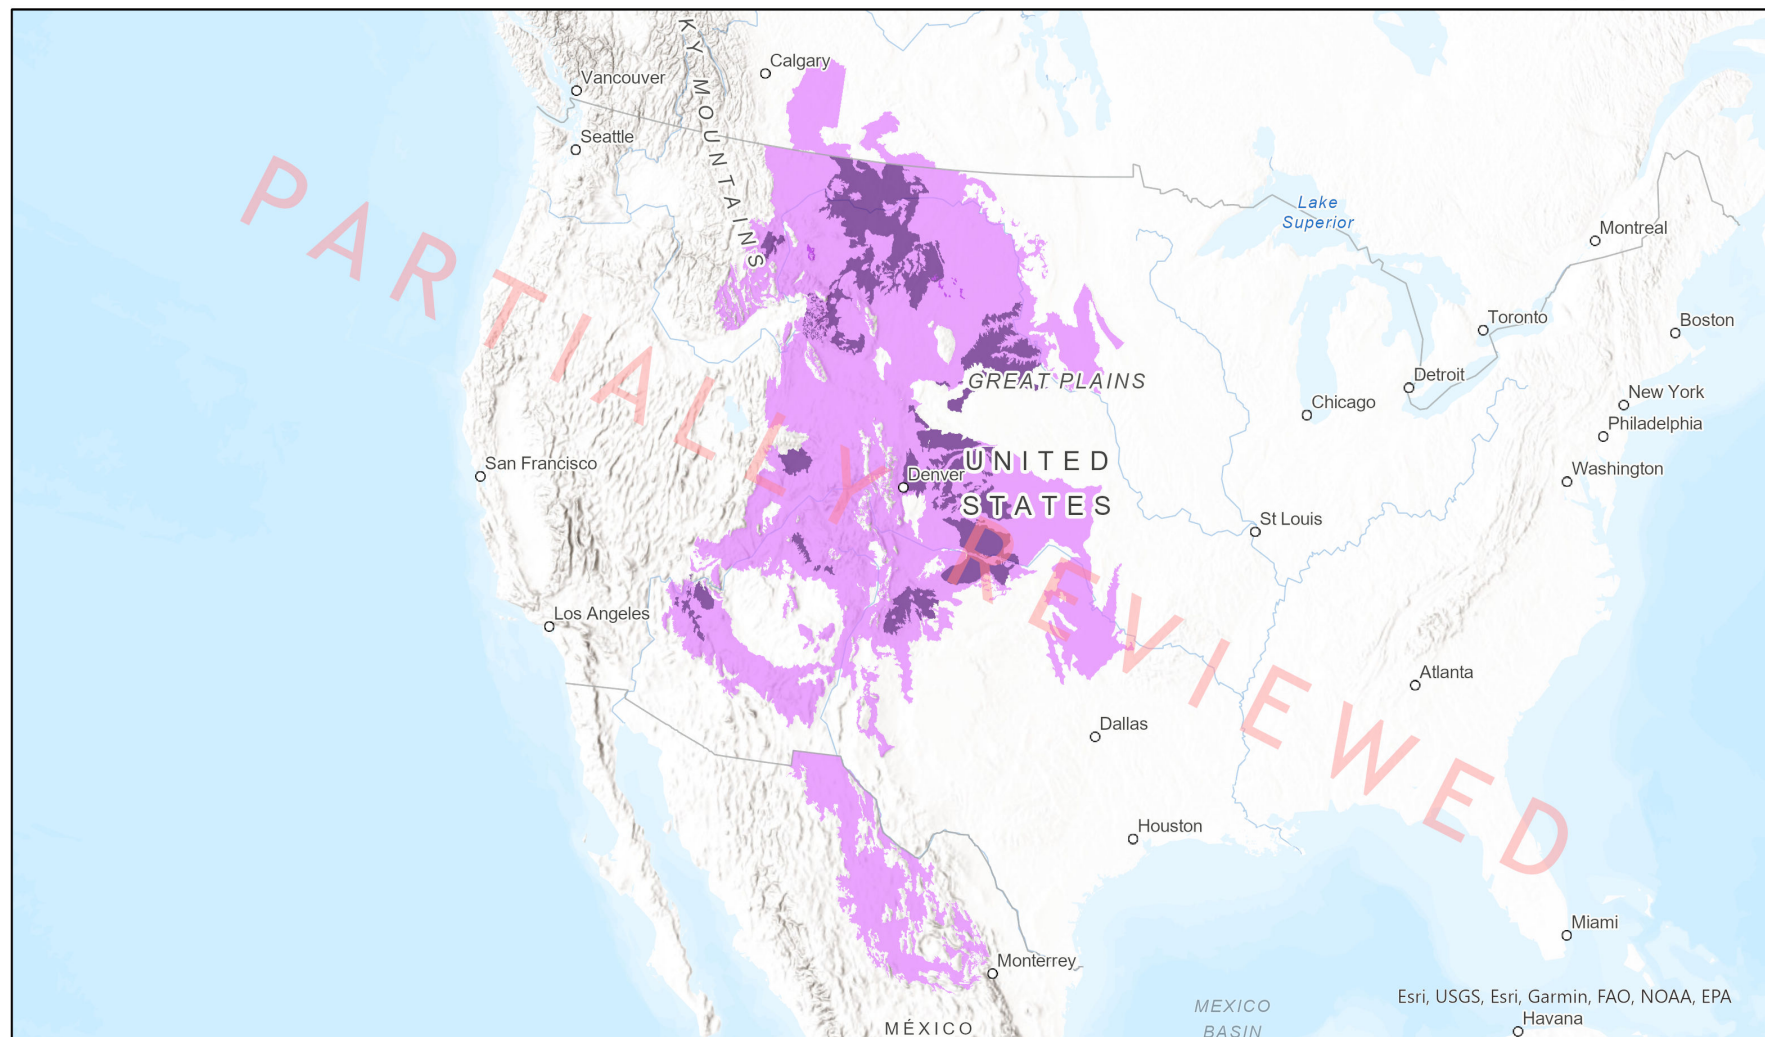 KY MOUNTAINS
Calgary
Vancouver
Seattle
Lake
Superior
Montreal
Toronto
Boston
Detroit
GREAT PLAINS
Chicago
New York
Philadelphia
San Francisco
Denver
UNITED
STATES
Washington
St Louis
Los Angeles
Atlanta
Dallas
Houston
Miami
Monterrey
MÉXICO
MEXICO
BASIN
Esri, USGS, Esri, Garmin, FAO, NOAA, EPA
Havana
PARTIALLY REVIEWED